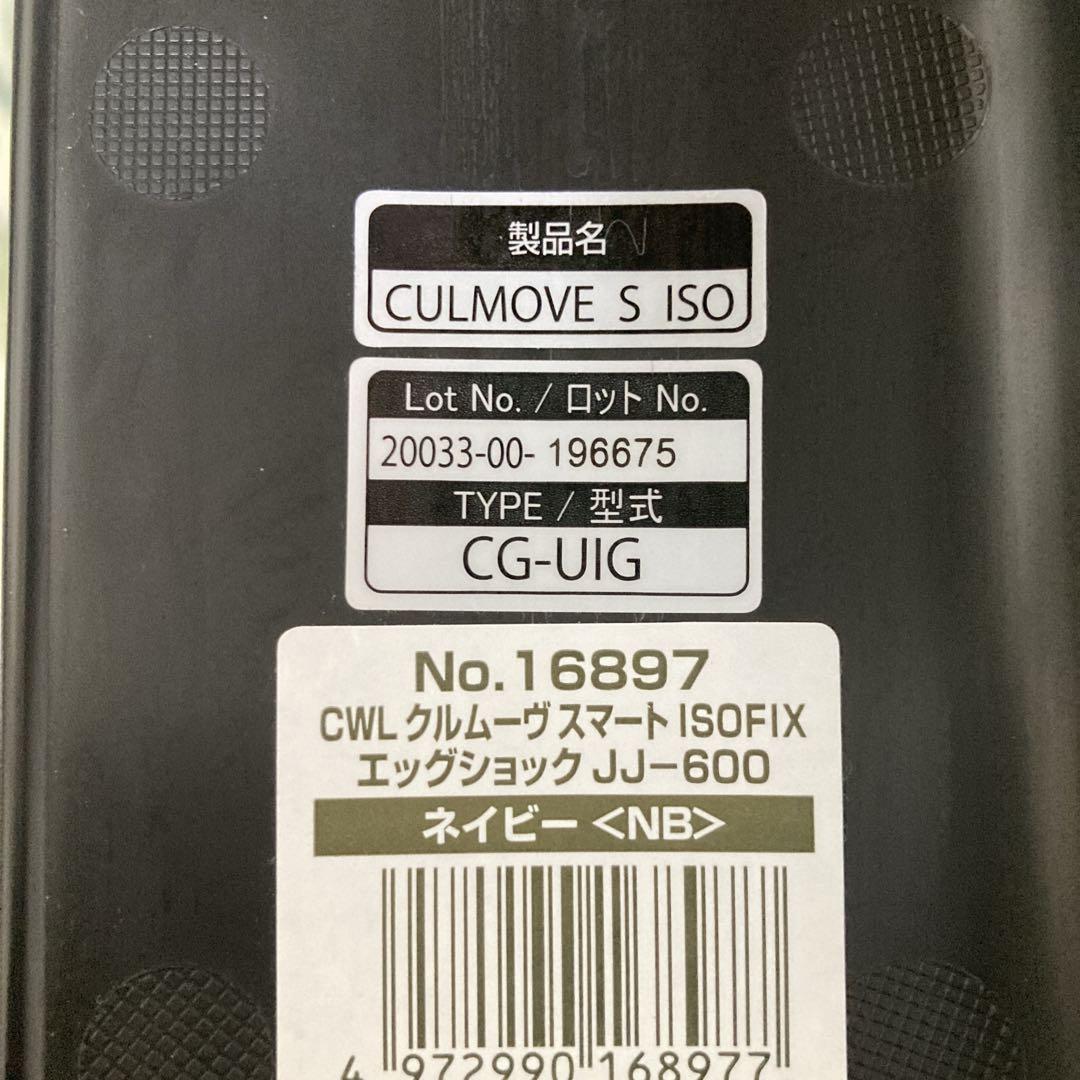 製品名
CULMOVE S ISO
Lot No. / ロット No.
20033-00- 196675
TYPE / 型式
CG-UIG
No.16897
CWL クルムーヴ スマート ISOFIX
エッグショック JJ-600
ネイビー <NB>
4 972990 168977